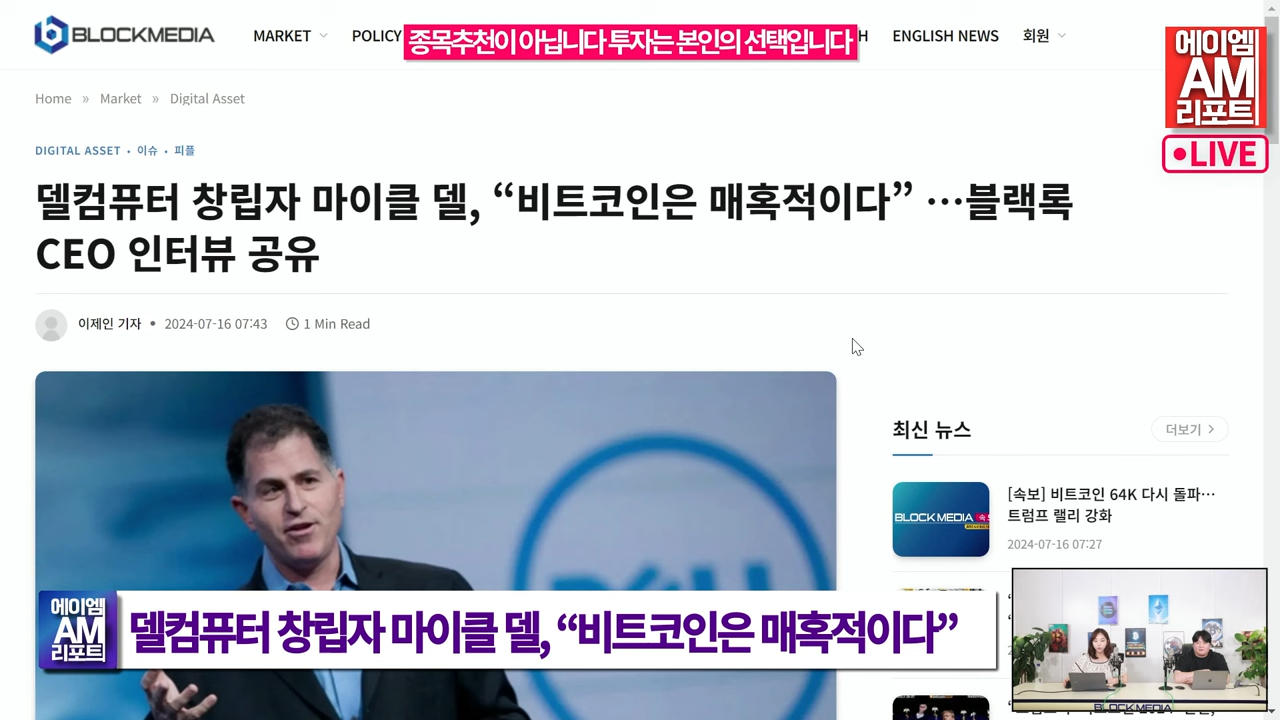 BLOCKMEDIA
MARKET
POLICY
종목추천이 아닙니다 투자는 본인의 선택입니다
H
ENGLISH NEWS
회원
에이엠
AM
리포트
LIVE
Home » Market » Digital Asset
DIGITAL ASSET • 이슈 • 피플
델컴퓨터 창립자 마이클 델, “비트코인은 매혹적이다” …블랙록
CEO 인터뷰 공유
이제인 기자 • 2024-07-16 07:43 1 Min Read
최신 뉴스
더보기
BLOCK MEDIA
[속보] 비트코인 64K 다시 돌파…
트럼프 랠리 강화
2024-07-16 07:27
DELL
에이엠
AM
리포트
델컴퓨터 창립자 마이클 델, “비트코인은 매혹적이다”
BLOCK MEDIA